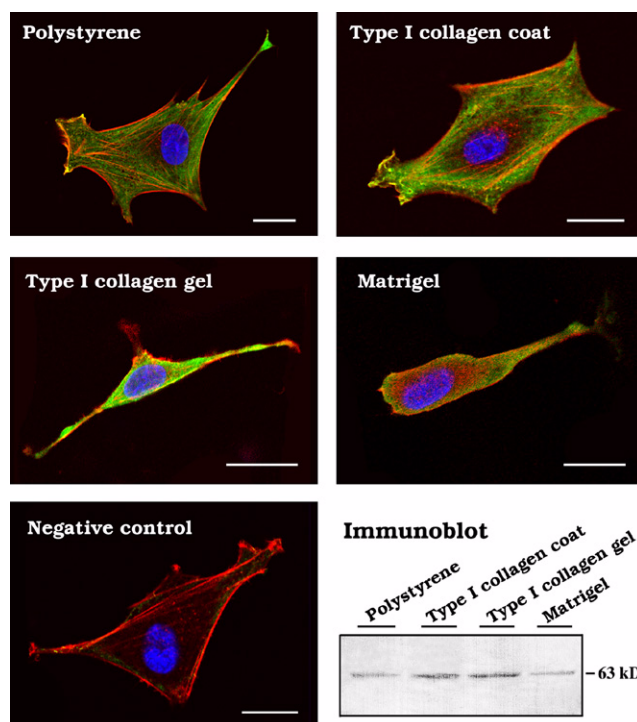 Polystyrene
Type I collagen coat
Type I collagen gel
Matrigel
Negative control
Immunoblot
Polystyrene
Type I collagen coat
Type I collagen gel
Matrigel
63 kD